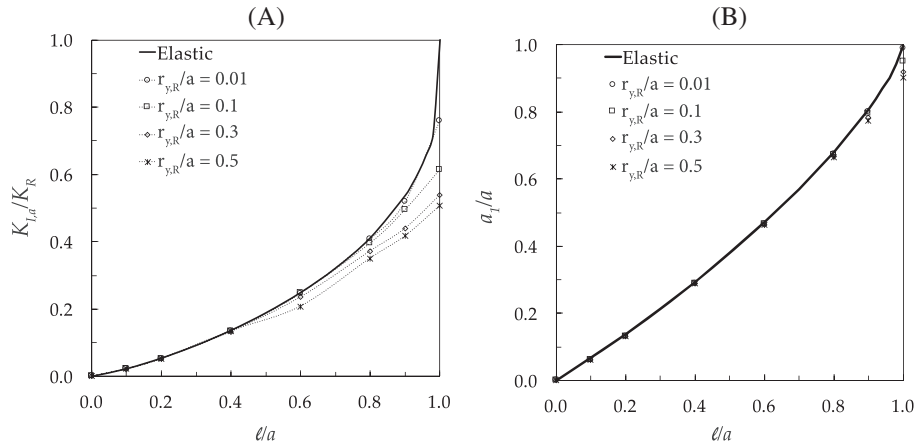 (A)
1.0
0.8
0.6
0.4
0.2
0.0
K_{I,a}/K_R
Elastic
r_{y,R}/a = 0.01
r_{y,R}/a = 0.1
r_{y,R}/a = 0.3
r_{y,R}/a = 0.5
0.0 0.2 0.4 0.6 0.8 1.0
ℓ/a
(B)
1.0
0.8
0.6
0.4
0.2
0.0
a_T/a
Elastic
r_{y,R}/a = 0.01
r_{y,R}/a = 0.1
r_{y,R}/a = 0.3
r_{y,R}/a = 0.5
0.0 0.2 0.4 0.6 0.8 1.0
ℓ/a